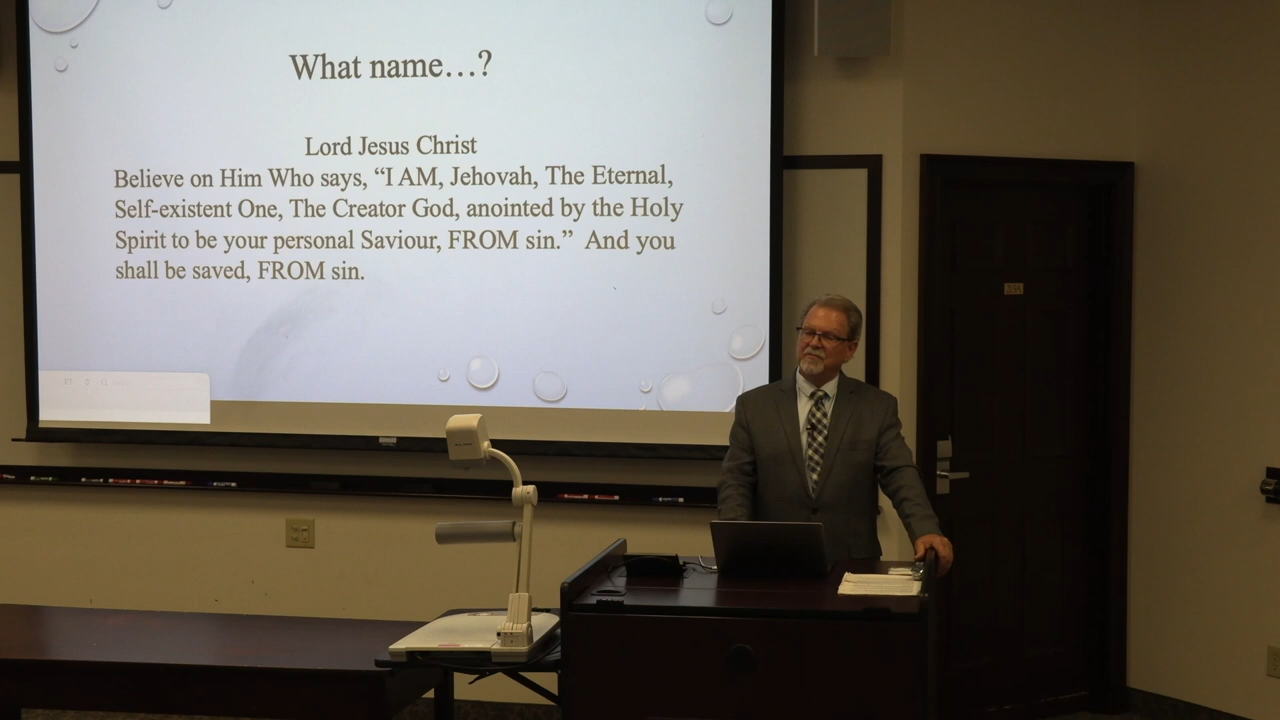 What name…?
Lord Jesus Christ
Believe on Him Who says, “I AM, Jehovah, The Eternal,
Self-existent One, The Creator God, anointed by the Holy
Spirit to be your personal Saviour, FROM sin.”  And you
shall be saved, FROM sin.